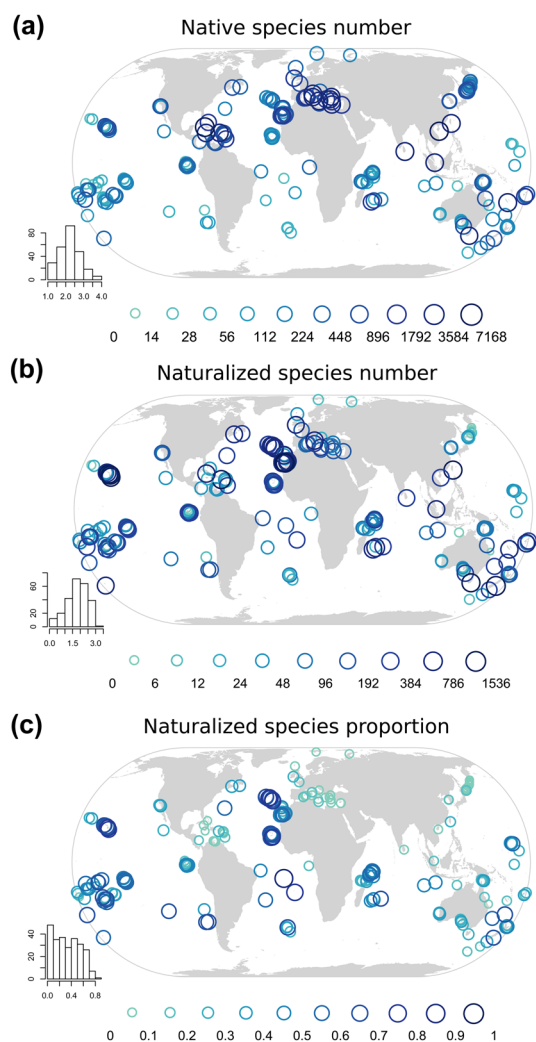 (a)
Native species number
80
40
0
1.0 2.0 3.0 4.0
0 14 28 56 112 224 448 896 1792 3584 7168
(b)
Naturalized species number
60
20
0
0.0 1.5 3.0
0 6 12 24 48 96 192 384 786 1536
(c)
Naturalized species proportion
40
20
0
0.0 0.4 0.8
0 0.1 0.2 0.3 0.4 0.5 0.6 0.7 0.8 0.9 1